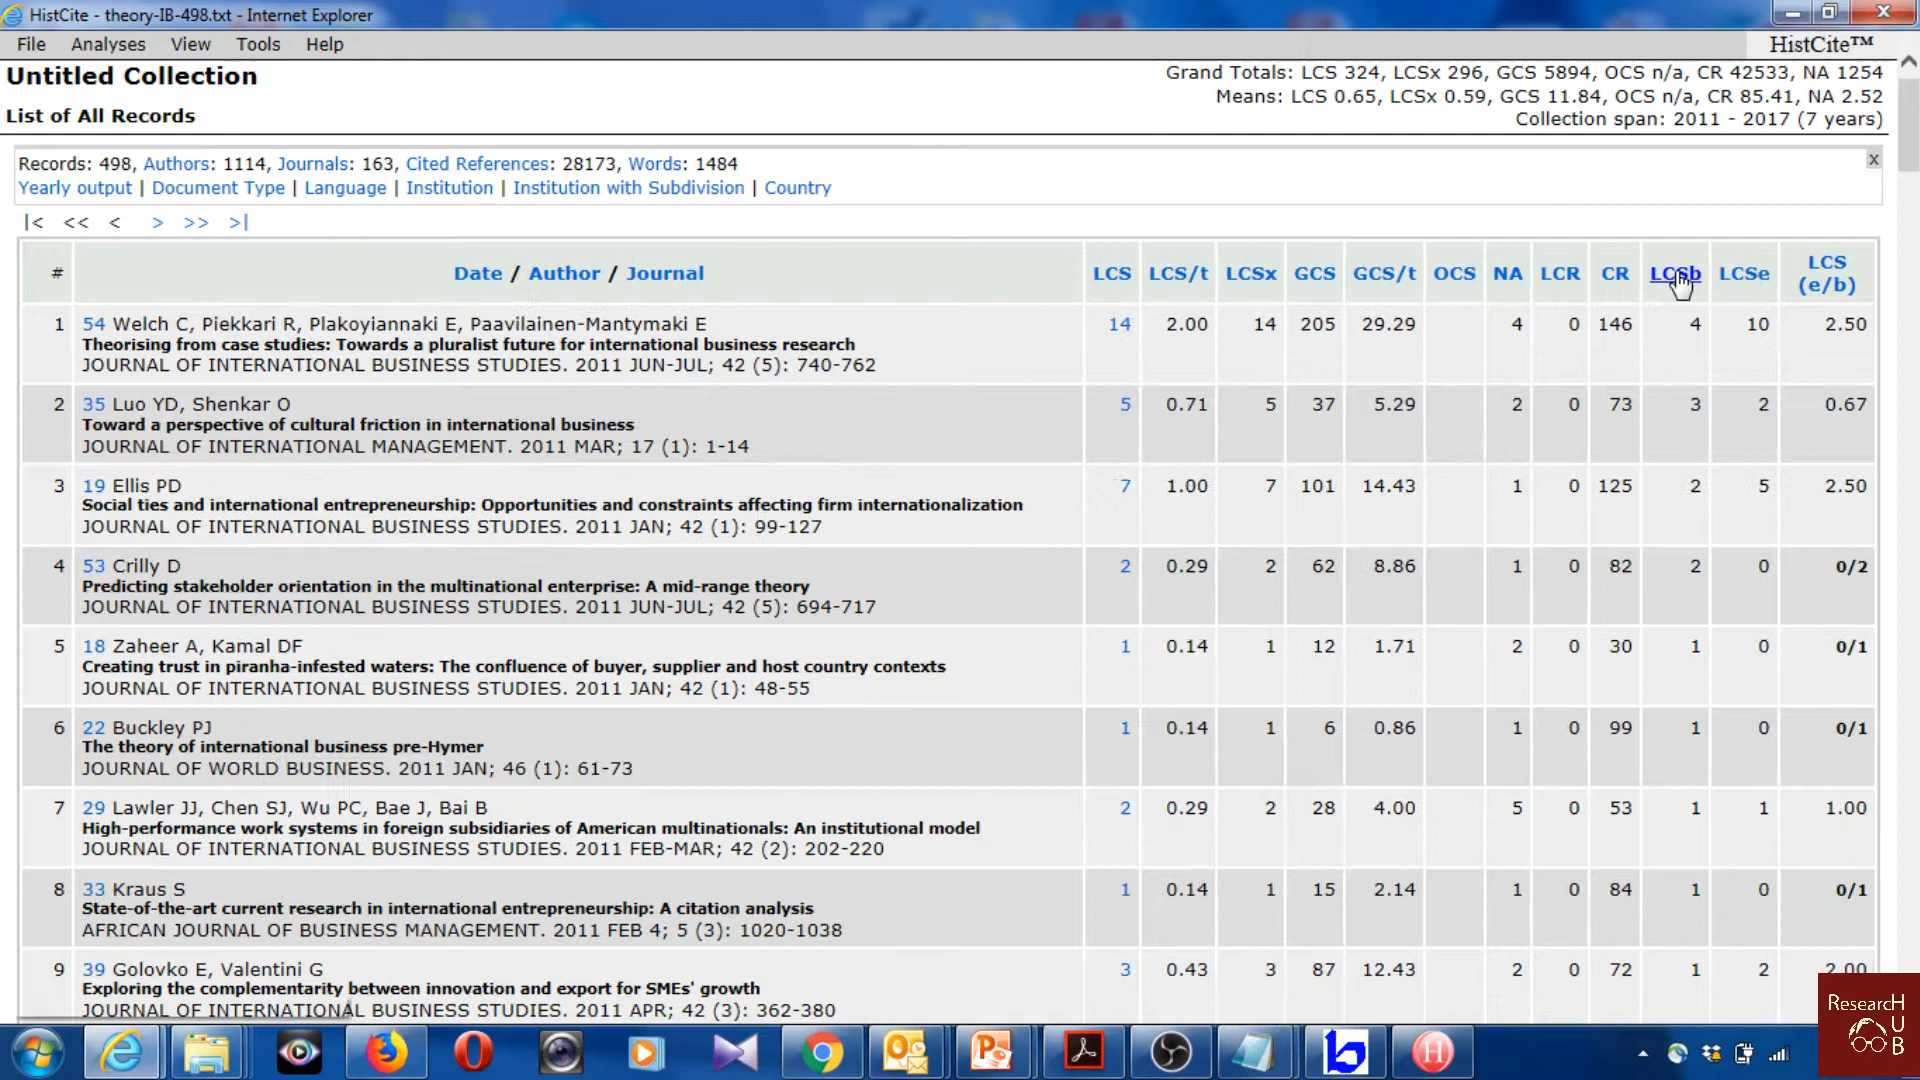 HistCite - theory-IB-498.txt - Internet Explorer
File Analyses View Tools Help
HistCite™
Untitled Collection
Grand Totals: LCS 324, LCSx 296, GCS 5894, OCS n/a, CR 42533, NA 1254
Means: LCS 0.65, LCSx 0.59, GCS 11.84, OCS n/a, CR 85.41, NA 2.52
List of All Records
Collection span: 2011 - 2017 (7 years)
Records: 498, Authors: 1114, Journals: 163, Cited References: 28173, Words: 1484
x
Yearly output | Document Type | Language | Institution | Institution with Subdivision | Country
|< << < > >> >|
# Date / Author / Journal LCS LCS/t LCSx GCS GCS/t OCS NA LCR CR LCSb LCSe LCS (e/b)
1 54 Welch C, Piekkari R, Plakoyiannaki E, Paavilainen-Mantymaki E 14 2.00 14 205 29.29 4 0 146 4 10 2.50
Theorising from case studies: Towards a pluralist future for international business research
JOURNAL OF INTERNATIONAL BUSINESS STUDIES. 2011 JUN-JUL; 42 (5): 740-762
2 35 Luo YD, Shenkar O 5 0.71 5 37 5.29 2 0 73 3 2 0.67
Toward a perspective of cultural friction in international business
JOURNAL OF INTERNATIONAL MANAGEMENT. 2011 MAR; 17 (1): 1-14
3 19 Ellis PD 7 1.00 7 101 14.43 1 0 125 2 5 2.50
Social ties and international entrepreneurship: Opportunities and constraints affecting firm internationalization
JOURNAL OF INTERNATIONAL BUSINESS STUDIES. 2011 JAN; 42 (1): 99-127
4 53 Crilly D 2 0.29 2 62 8.86 1 0 82 2 0 0/2
Predicting stakeholder orientation in the multinational enterprise: A mid-range theory
JOURNAL OF INTERNATIONAL BUSINESS STUDIES. 2011 JUN-JUL; 42 (5): 694-717
5 18 Zaheer A, Kamal DF 1 0.14 1 12 1.71 2 0 30 1 0 0/1
Creating trust in piranha-infested waters: The confluence of buyer, supplier and host country contexts
JOURNAL OF INTERNATIONAL BUSINESS STUDIES. 2011 JAN; 42 (1): 48-55
6 22 Buckley PJ 1 0.14 1 6 0.86 1 0 99 1 0 0/1
The theory of international business pre-Hymer
JOURNAL OF WORLD BUSINESS. 2011 JAN; 46 (1): 61-73
7 29 Lawler JJ, Chen SJ, Wu PC, Bae J, Bai B 2 0.29 2 28 4.00 5 0 53 1 1 1.00
High-performance work systems in foreign subsidiaries of American multinationals: An institutional model
JOURNAL OF INTERNATIONAL BUSINESS STUDIES. 2011 FEB-MAR; 42 (2): 202-220
8 33 Kraus S 1 0.14 1 15 2.14 1 0 84 1 0 0/1
State-of-the-art current research in international entrepreneurship: A citation analysis
AFRICAN JOURNAL OF BUSINESS MANAGEMENT. 2011 FEB 4; 5 (3): 1020-1038
9 39 Golovko E, Valentini G 3 0.43 3 87 12.43 2 0 72 1 2 2.00
Exploring the complementarity between innovation and export for SMEs' growth
JOURNAL OF INTERNATIONAL BUSINESS STUDIES. 2011 APR; 42 (3): 362-380
ResearcH
U
B